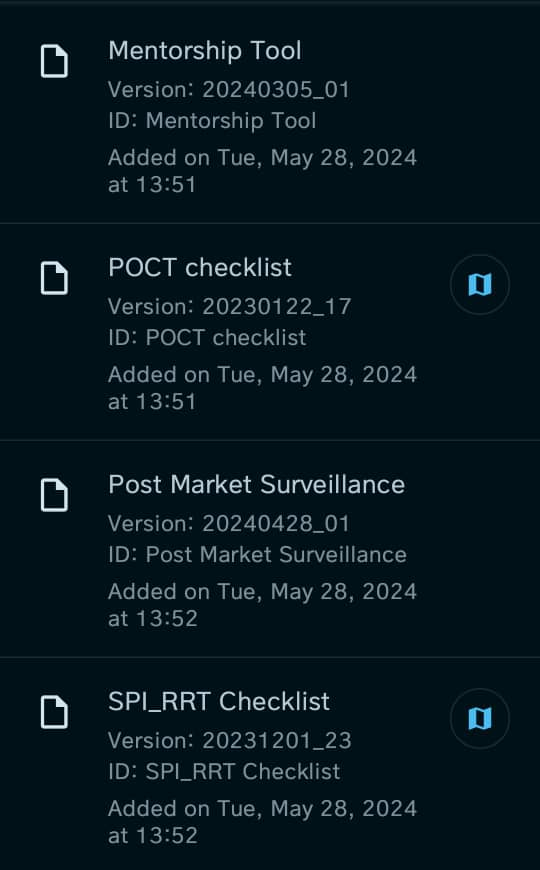 Mentorship Tool
Version: 20240305_01
ID: Mentorship Tool
Added on Tue, May 28, 2024
at 13:51
POCT checklist
Version: 20230122_17
ID: POCT checklist
Added on Tue, May 28, 2024
at 13:51
Post Market Surveillance
Version: 20240428_01
ID: Post Market Surveillance
Added on Tue, May 28, 2024
at 13:52
SPI_RRT Checklist
Version: 20231201_23
ID: SPI_RRT Checklist
Added on Tue, May 28, 2024
at 13:52